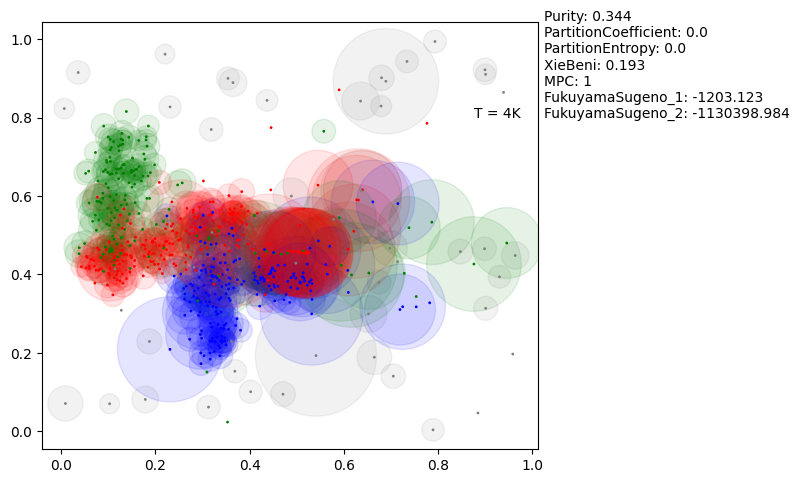 Purity: 0.344
PartitionCoefficient: 0.0
PartitionEntropy: 0.0
XieBeni: 0.193
MPC: 1
FukuyamaSugeno_1: -1203.123
FukuyamaSugeno_2: -1130398.984
T = 4K
1.0
0.8
0.6
0.4
0.2
0.0
0.0 0.2 0.4 0.6 0.8 1.0